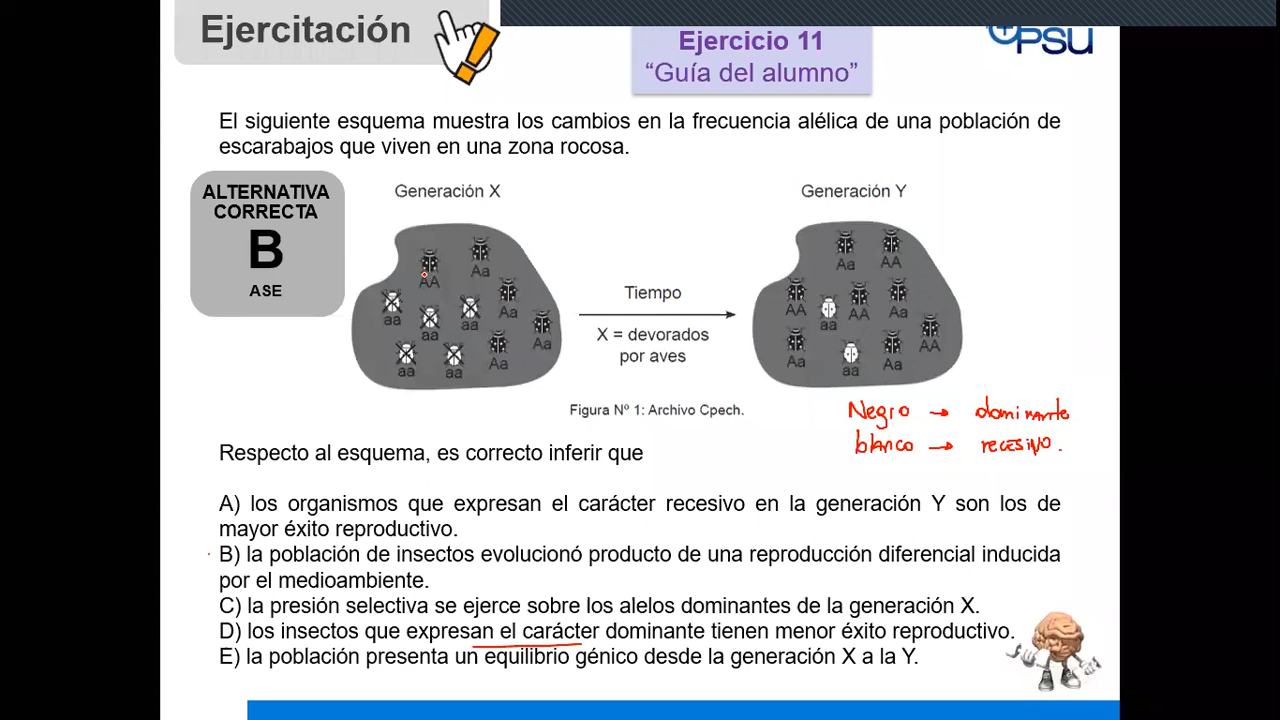 Ejercitación
Ejercicio 11
“Guía del alumno”
PSU
El siguiente esquema muestra los cambios en la frecuencia alélica de una población de
escarabajos que viven en una zona rocosa.
ALTERNATIVA
CORRECTA
B
ASE
Generación X
AA
Aa
aa
aa
aa
Aa
Aa
aa
aa
Aa
Tiempo
X = devorados
por aves
Generación Y
Aa
AA
AA
aa
AA
Aa
AA
Aa
aa
Aa
Figura Nº 1: Archivo Cpech.
Negro → dominante
blanco → recesivo.
Respecto al esquema, es correcto inferir que
A) los organismos que expresan el carácter recesivo en la generación Y son los de
mayor éxito reproductivo.
B) la población de insectos evolucionó producto de una reproducción diferencial inducida
por el medioambiente.
C) la presión selectiva se ejerce sobre los alelos dominantes de la generación X.
D) los insectos que expresan el carácter dominante tienen menor éxito reproductivo.
E) la población presenta un equilibrio génico desde la generación X a la Y.